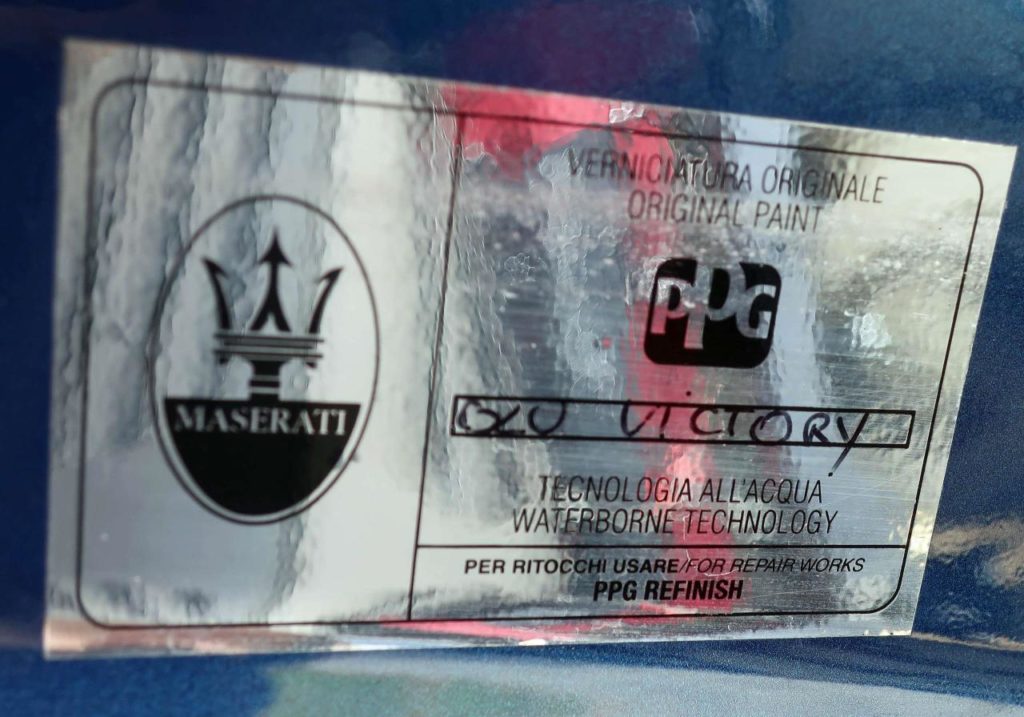 MASERATI
VERNICIATURA ORIGINALE
ORIGINAL PAINT
PPG
BLU VICTORY
TECNOLOGIA ALL'ACQUA
WATERBORNE TECHNOLOGY
PER RITOCCHI USARE/FOR REPAIR WORKS
PPG REFINISH